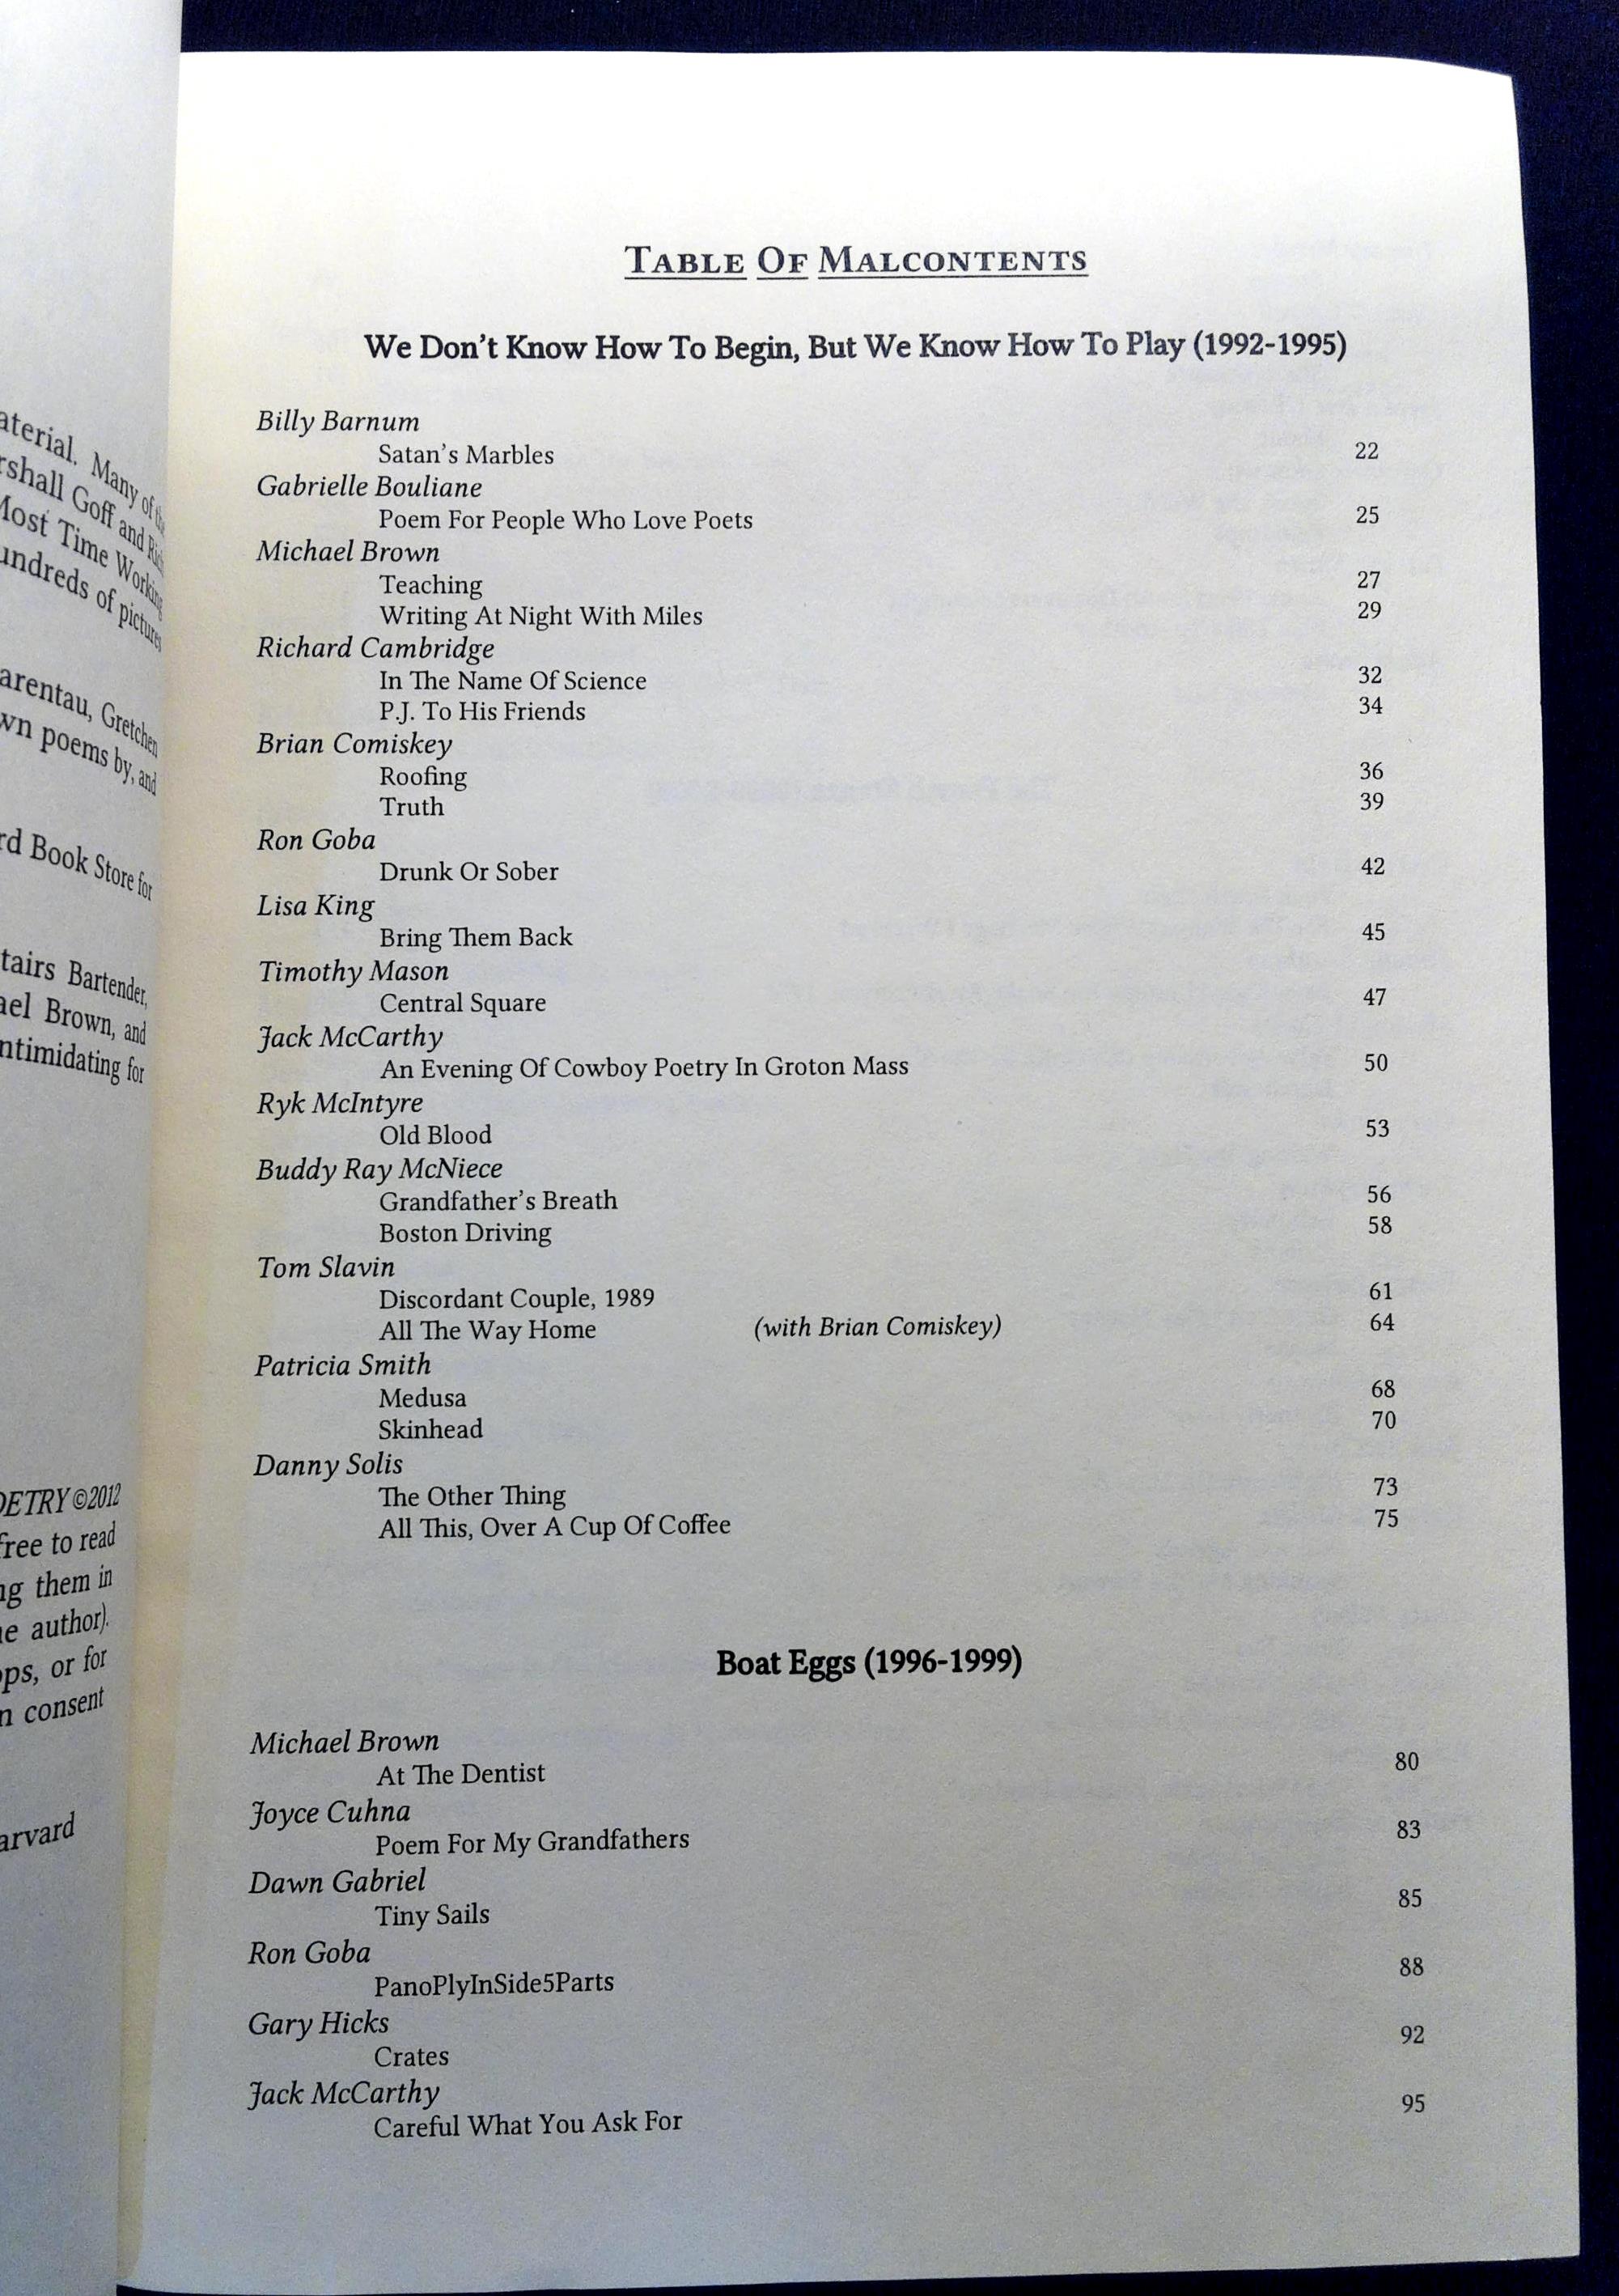 aterial. Many of the
rshall Goff and Rich
Most Time Working
undreds of pictures
arentau, Gretchen
wn poems by, and
rd Book Store for
tairs Bartender,
ael Brown, and
ntimidating for
OETRY ©2012
free to read
ng them in
e author).
ops, or for
n consent
arvard
TABLE OF MALCONTENTS
We Don't Know How To Begin, But We Know How To Play (1992-1995)
Billy Barnum
Satan's Marbles 22
Gabrielle Bouliane
Poem For People Who Love Poets 25
Michael Brown
Teaching 27
Writing At Night With Miles 29
Richard Cambridge
In The Name Of Science 32
P.J. To His Friends 34
Brian Comiskey
Roofing 36
Truth 39
Ron Goba
Drunk Or Sober 42
Lisa King
Bring Them Back 45
Timothy Mason
Central Square 47
Jack McCarthy
An Evening Of Cowboy Poetry In Groton Mass 50
Ryk McIntyre
Old Blood 53
Buddy Ray McNiece
Grandfather's Breath 56
Boston Driving 58
Tom Slavin
Discordant Couple, 1989 61
All The Way Home (with Brian Comiskey) 64
Patricia Smith
Medusa 68
Skinhead 70
Danny Solis
The Other Thing 73
All This, Over A Cup Of Coffee 75
Boat Eggs (1996-1999)
Michael Brown
At The Dentist 80
Joyce Cuhna
Poem For My Grandfathers 83
Dawn Gabriel
Tiny Sails 85
Ron Goba
PanoPlyInSide5Parts 88
Gary Hicks
Crates 92
Jack McCarthy
Careful What You Ask For 95